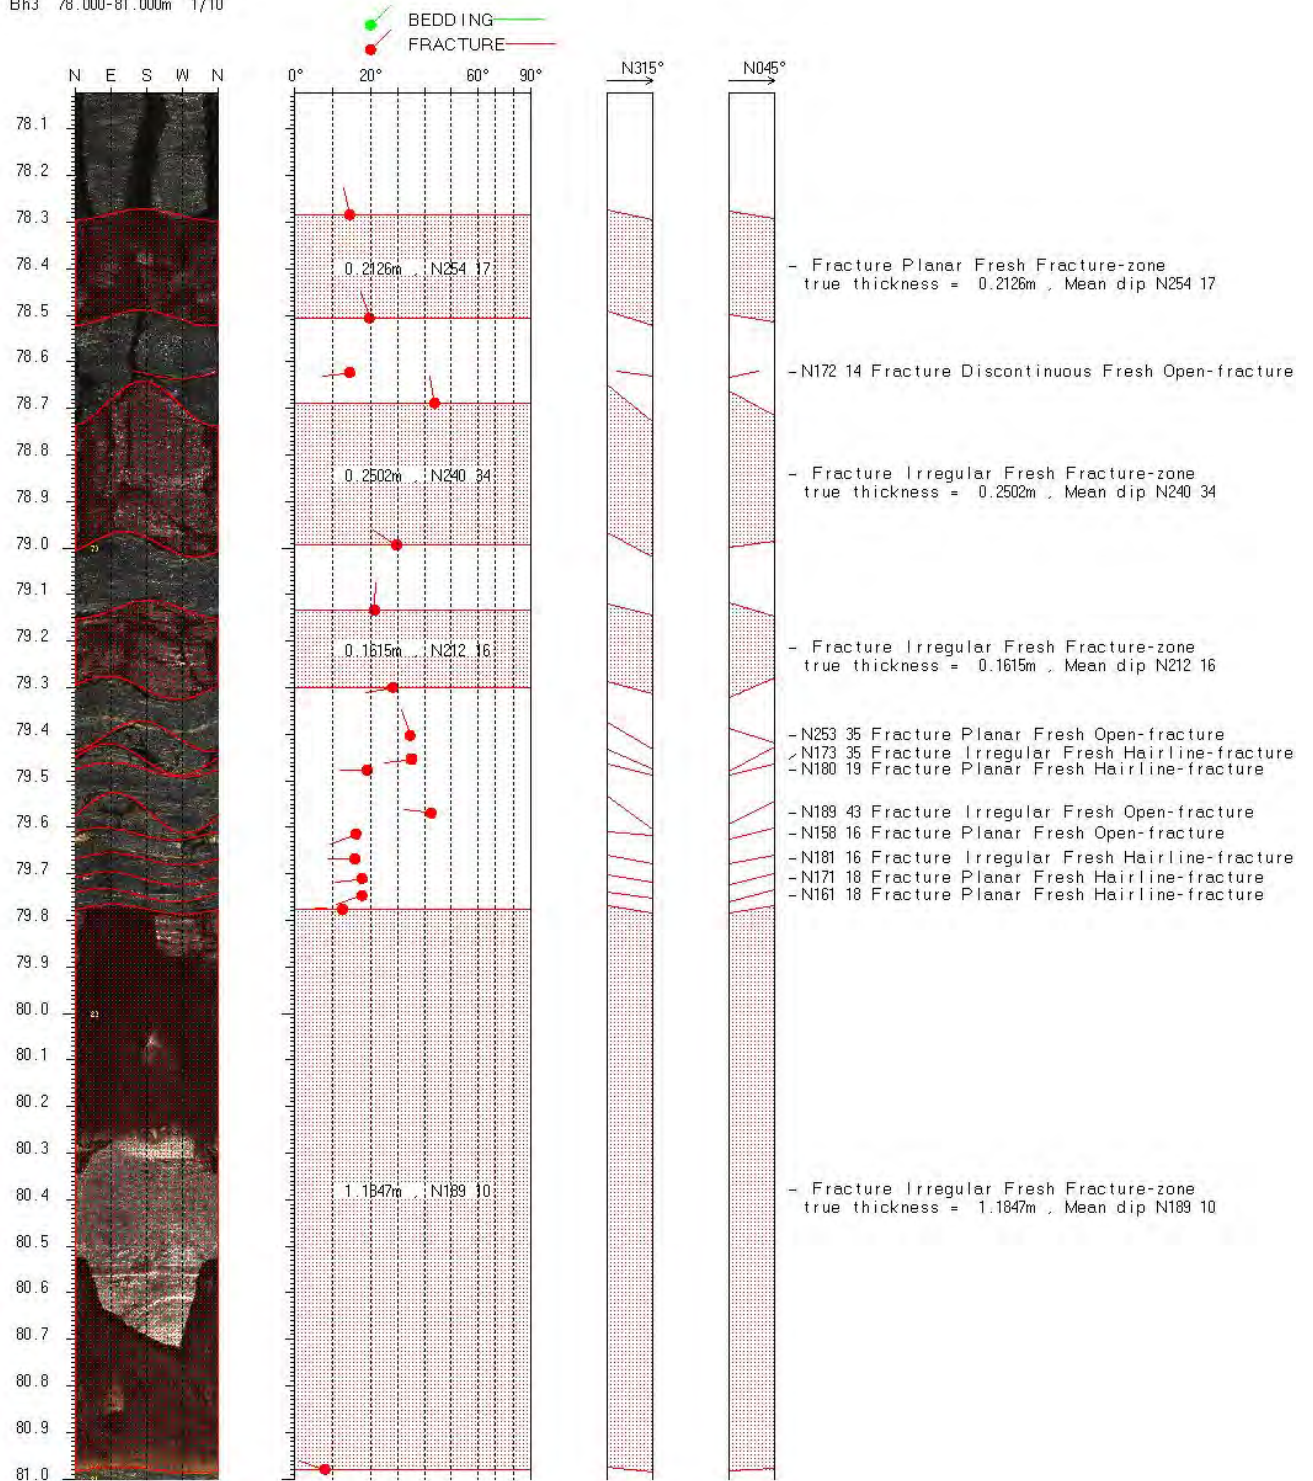 Bh3 78.000-81.000m 1/10
BEDDING
FRACTURE
N E S W N
0° 20° 60° 90°
N315°
N045°
78.1
78.2
78.3
78.4
0.2126m , N254 17
- Fracture Planar Fresh Fracture-zone
true thickness = 0.2126m , Mean dip N254 17
78.5
78.6
-N172 14 Fracture Discontinuous Fresh Open-fracture
78.7
78.8
0.2502m , N240 34
- Fracture Irregular Fresh Fracture-zone
true thickness = 0.2502m , Mean dip N240 34
78.9
79.0
79.1
79.2
0.1615m , N212 16
- Fracture Irregular Fresh Fracture-zone
true thickness = 0.1615m , Mean dip N212 16
79.3
79.4
-N253 35 Fracture Planar Fresh Open-fracture
N173 35 Fracture Irregular Fresh Hairline-fracture
-N180 19 Fracture Planar Fresh Hairline-fracture
79.5
-N189 43 Fracture Irregular Fresh Open-fracture
79.6
-N158 16 Fracture Planar Fresh Open-fracture
-N181 16 Fracture Irregular Fresh Hairline-fracture
79.7
-N171 18 Fracture Planar Fresh Hairline-fracture
-N161 18 Fracture Planar Fresh Hairline-fracture
79.8
79.9
80.0
80.1
80.2
80.3
80.4
1.1847m , N189 10
- Fracture Irregular Fresh Fracture-zone
true thickness = 1.1847m , Mean dip N189 10
80.5
80.6
80.7
80.8
80.9
81.0